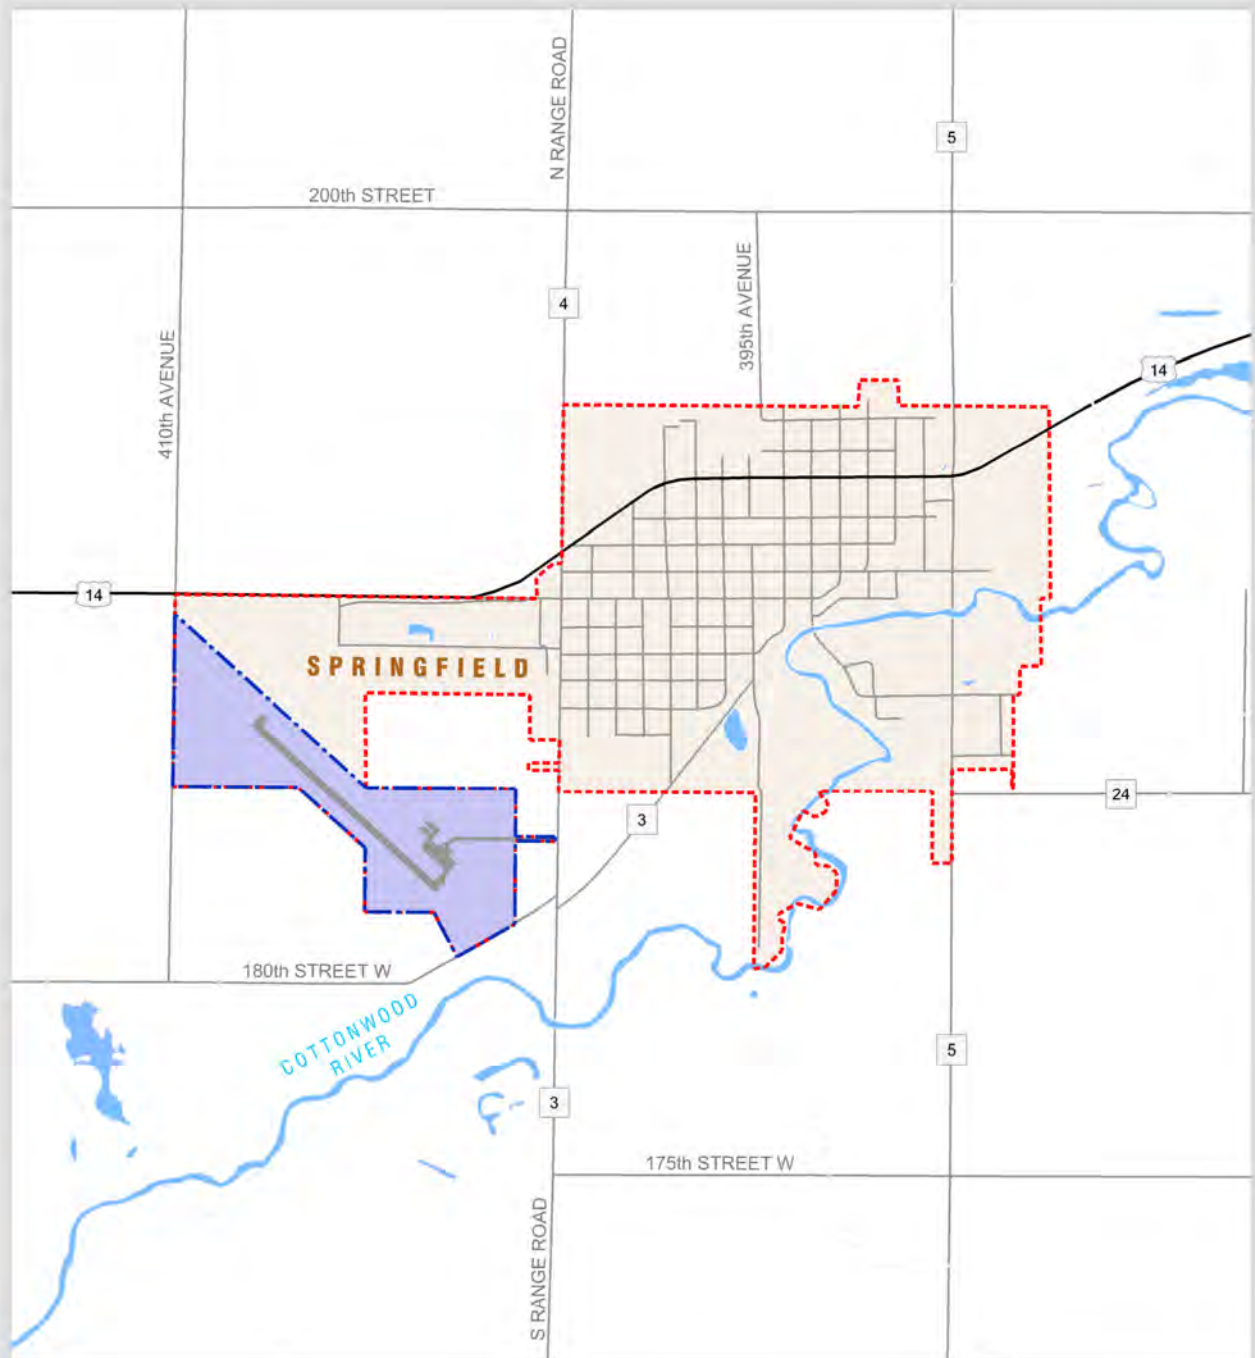 N RANGE ROAD
5
200th STREET
395th AVENUE
4
410th AVENUE
14
14
SPRINGFIELD
24
3
180th STREET W
COTTONWOOD
RIVER
5
3
175th STREET W
S RANGE ROAD